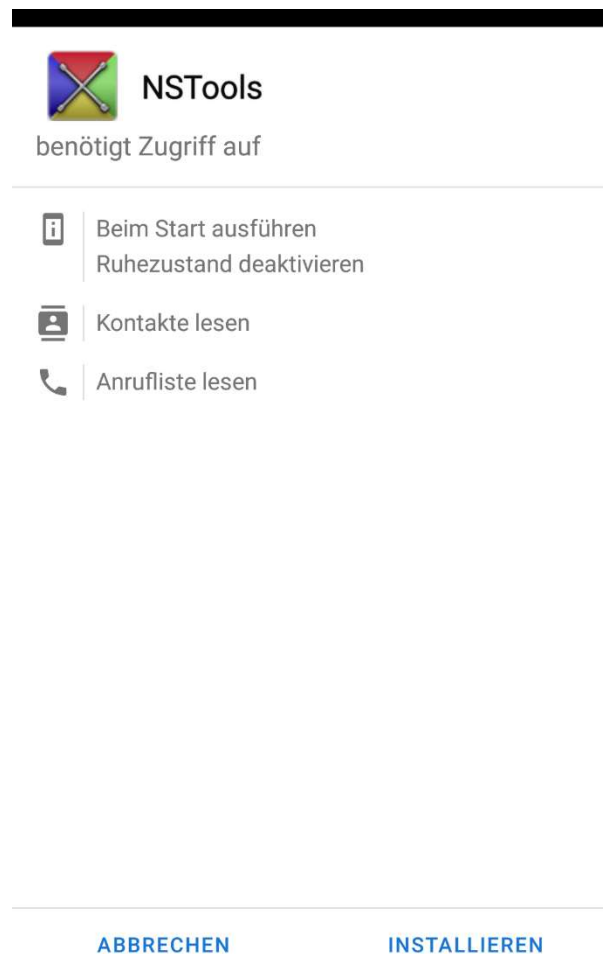 NSTools
benötigt Zugriff auf
Beim Start ausführen
Ruhezustand deaktivieren
Kontakte lesen
Anrufliste lesen
ABBRECHEN INSTALLIEREN